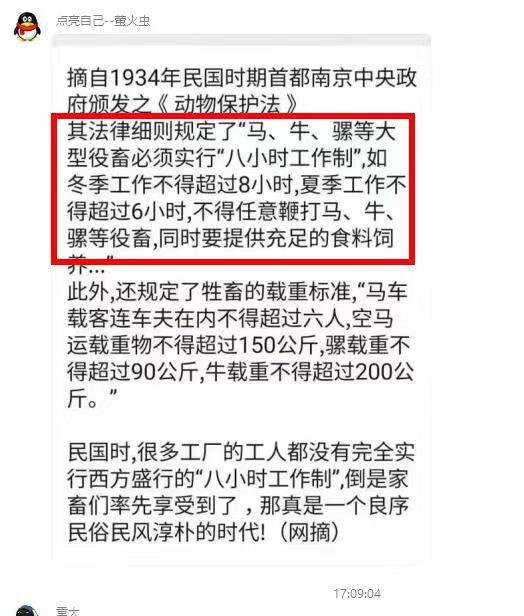 点亮自己--萤火虫
摘自1934年民国时期首都南京中央政
府颁发之《动物保护法》
其法律细则规定了“马、牛、骡等大
型役畜必须实行“八小时工作制”,如
冬季工作不得超过8小时,夏季工作不
得超过6小时,不得任意鞭打马、牛、
骡等役畜,同时要提供充足的食料饲
养...”
此外,还规定了牲畜的载重标准,“马车
载客连车夫在内不得超过六人,空马
运载重物不得超过150公斤,骡载重不
得超过90公斤,牛载重不得超过200公
斤。”
民国时,很多工厂的工人都没有完全实
行西方盛行的“八小时工作制”,倒是家
畜们率先享受到了，那真是一个良序
民俗民风淳朴的时代!（网摘）
17:09:04